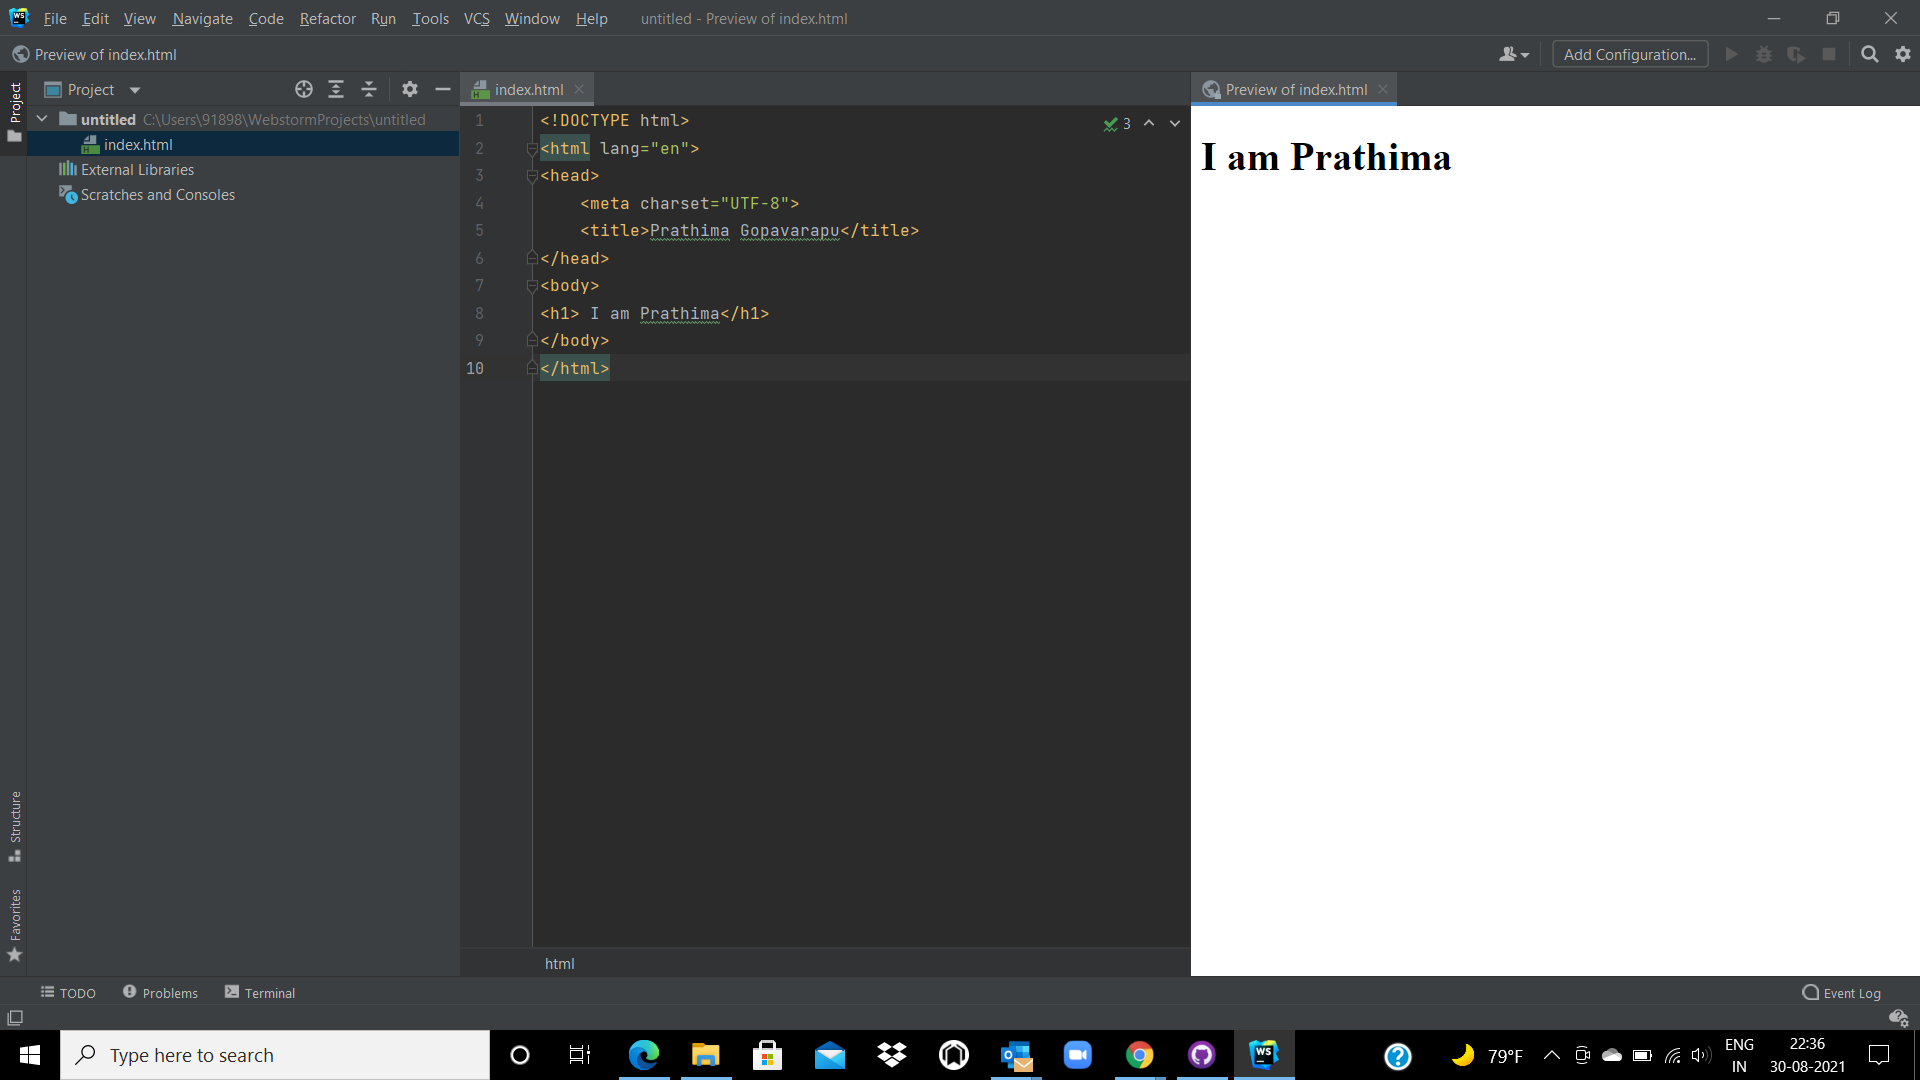 File Edit View Navigate Code Refactor Run Tools VCS Window Help untitled - Preview of index.html
Preview of index.html Add Configuration...
Project
Project
index.html
Preview of index.html
untitled C:\Users\91898\WebstormProjects\untitled
index.html
External Libraries
Scratches and Consoles
1 <!DOCTYPE html>
2 <html lang="en">
3 <head>
4 <meta charset="UTF-8">
5 <title>Prathima Gopavarapu</title>
6 </head>
7 <body>
8 <h1> I am Prathima</h1>
9 </body>
10 </html>
3
I am Prathima
Structure
Favorites
html
TODO Problems Terminal Event Log
Type here to search
WS
79°F
ENG
IN
22:36
30-08-2021